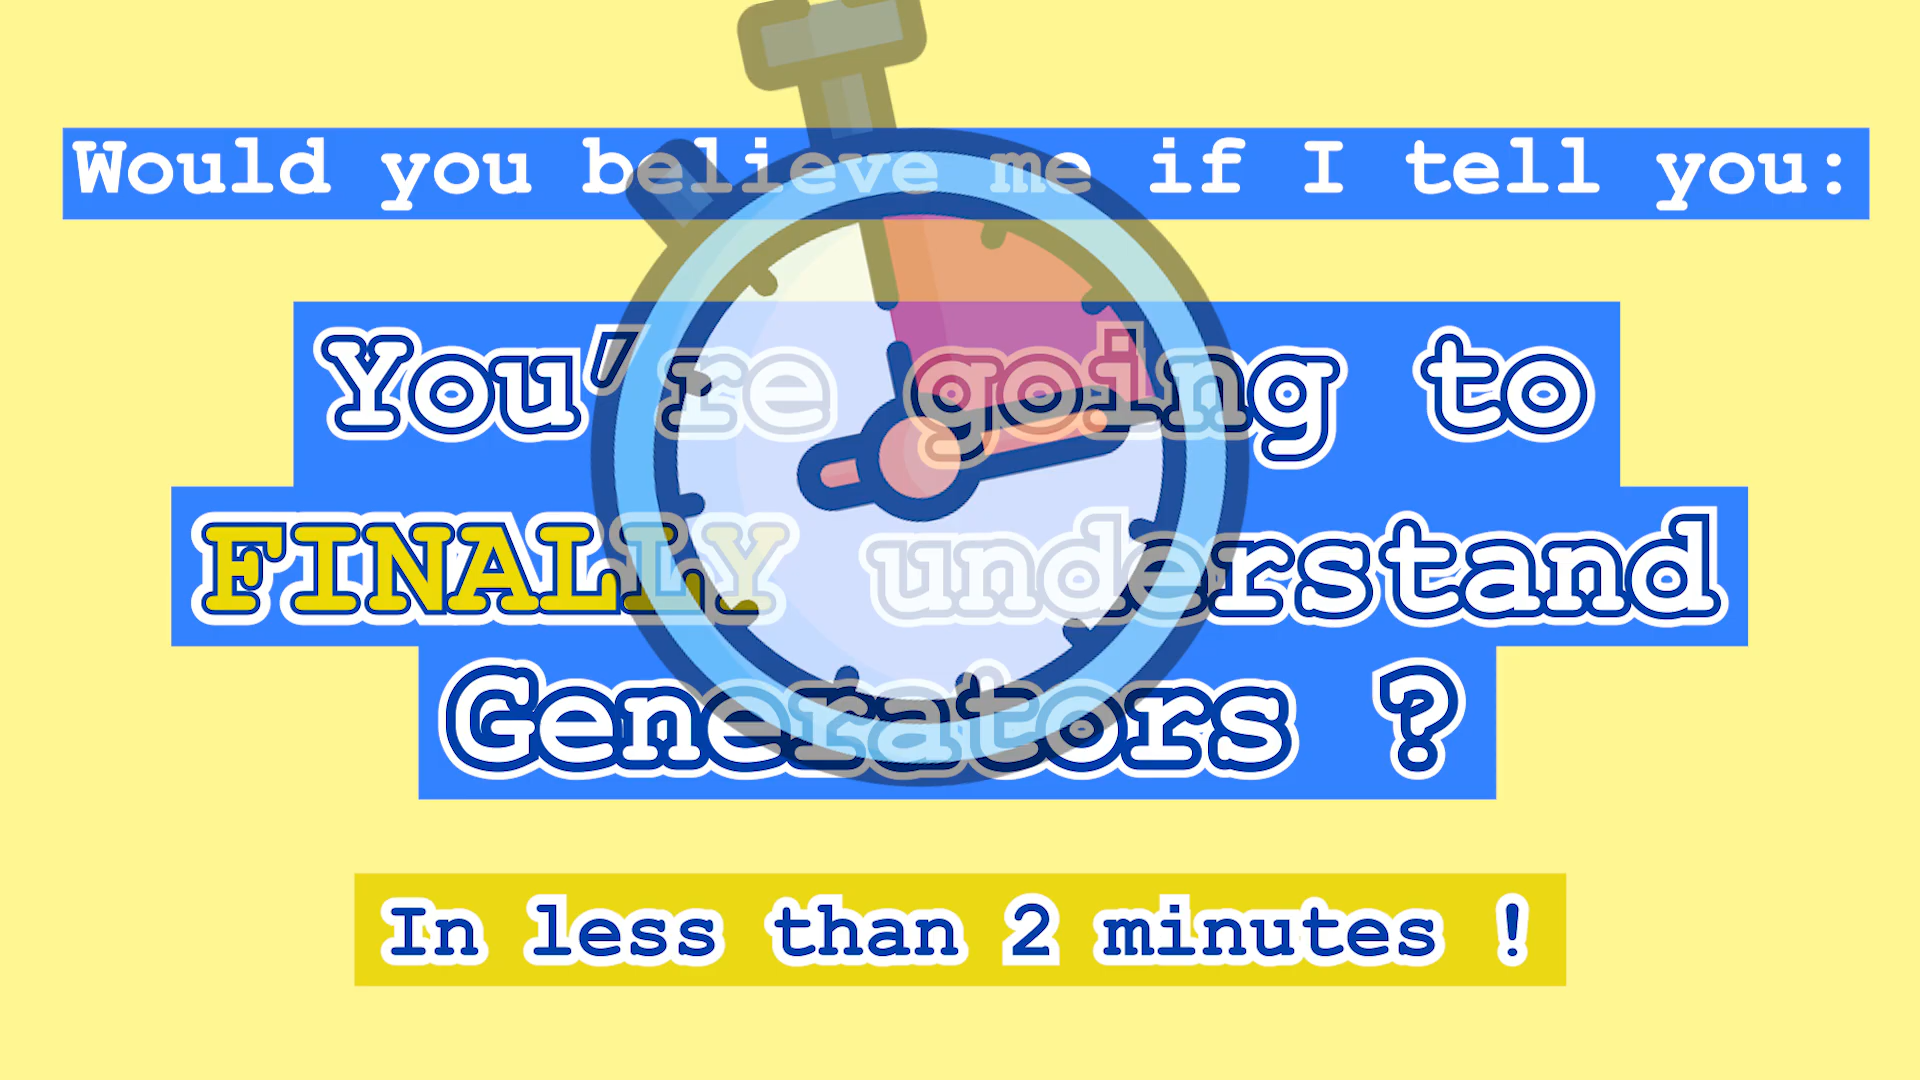 Would you believe me if I tell you:
You're going to
FINALLY understand
Generators ?
In less than 2 minutes !